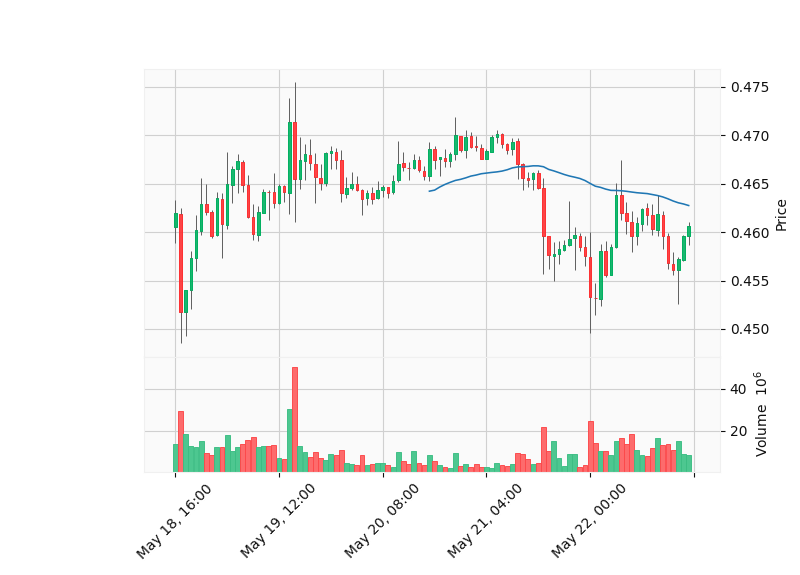 0.475
0.470
0.465
0.460
0.455
0.450
Price
40
20
Volume 10^6
May 18, 16:00
May 19, 12:00
May 20, 08:00
May 21, 04:00
May 22, 00:00